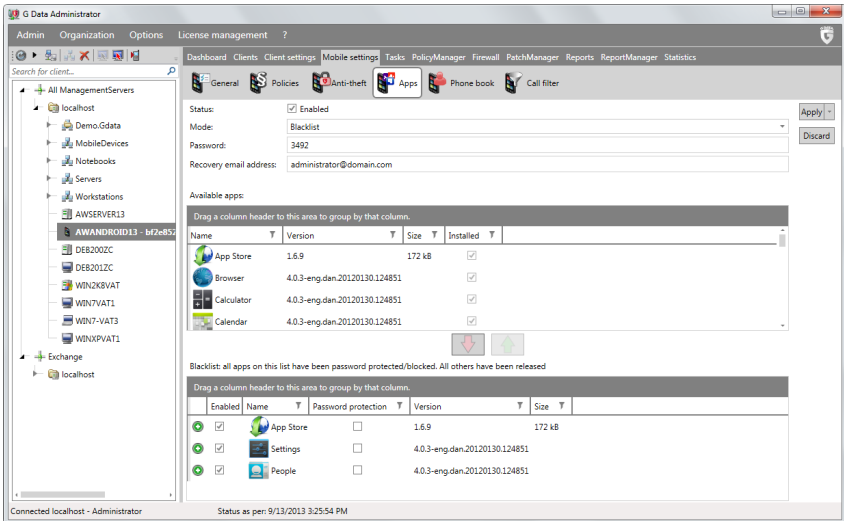 G Data Administrator
Admin Organization Options License management ?
Dashboard Clients Client settings Mobile settings Tasks PolicyManager Firewall PatchManager Reports ReportManager Statistics
Search for client...
General Policies Anti-theft Apps Phone book Call filter
All ManagementServers
localhost
Demo.Gdata
MobileDevices
Notebooks
Servers
Workstations
AWSERVER13
AWANDROID13 - bf2e852
DEB200ZC
DEB201ZC
WIN2K8VAT
WIN7VAT1
WIN7-VAT3
WINXPVAT1
Exchange
localhost
Status: Enabled
Apply
Mode: Blacklist
Discard
Password: 3492
Recovery email address: administrator@domain.com
Available apps:
Drag a column header to this area to group by that column.
Name Version Size Installed
App Store 1.6.9 172 kB
Browser 4.0.3-eng.dan.20120130.124851
Calculator 4.0.3-eng.dan.20120130.124851
Calendar 4.0.3-eng.dan.20120130.124851
Blacklist: all apps on this list have been password protected/blocked. All others have been released
Drag a column header to this area to group by that column.
Enabled Name Password protection Version Size
App Store 1.6.9 172 kB
Settings 4.0.3-eng.dan.20120130.124851
People 4.0.3-eng.dan.20120130.124851
Connected localhost - Administrator Status as per: 9/13/2013 3:25:54 PM